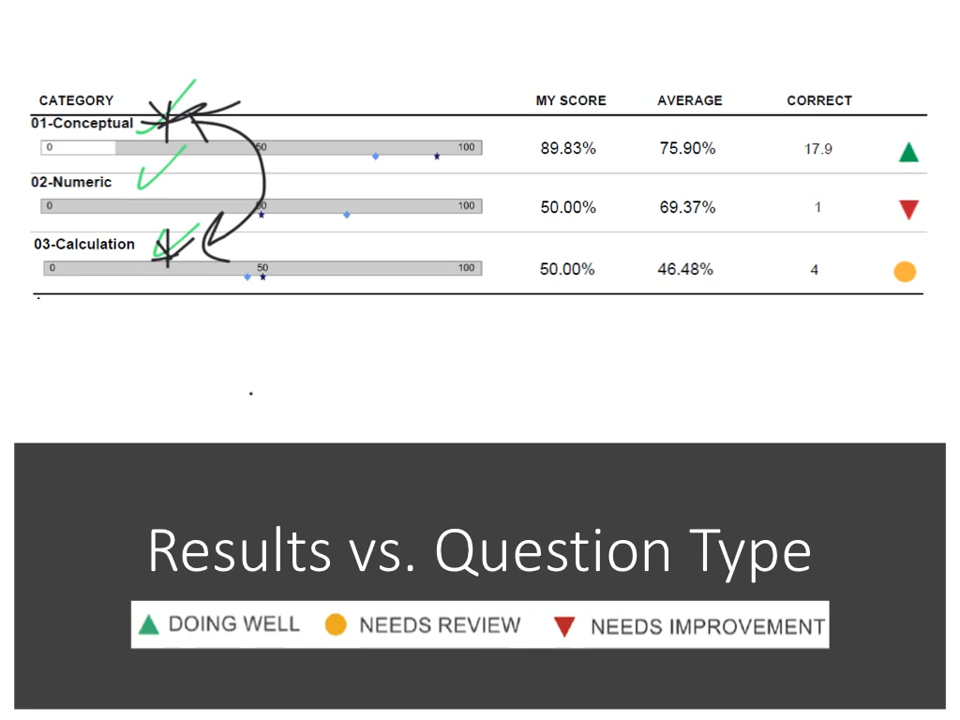 CATEGORY MY SCORE AVERAGE CORRECT
01-Conceptual
0 50 100 89.83% 75.90% 17.9
02-Numeric
0 50 100 50.00% 69.37% 1
03-Calculation
0 50 100 50.00% 46.48% 4
Results vs. Question Type
DOING WELL NEEDS REVIEW NEEDS IMPROVEMENT